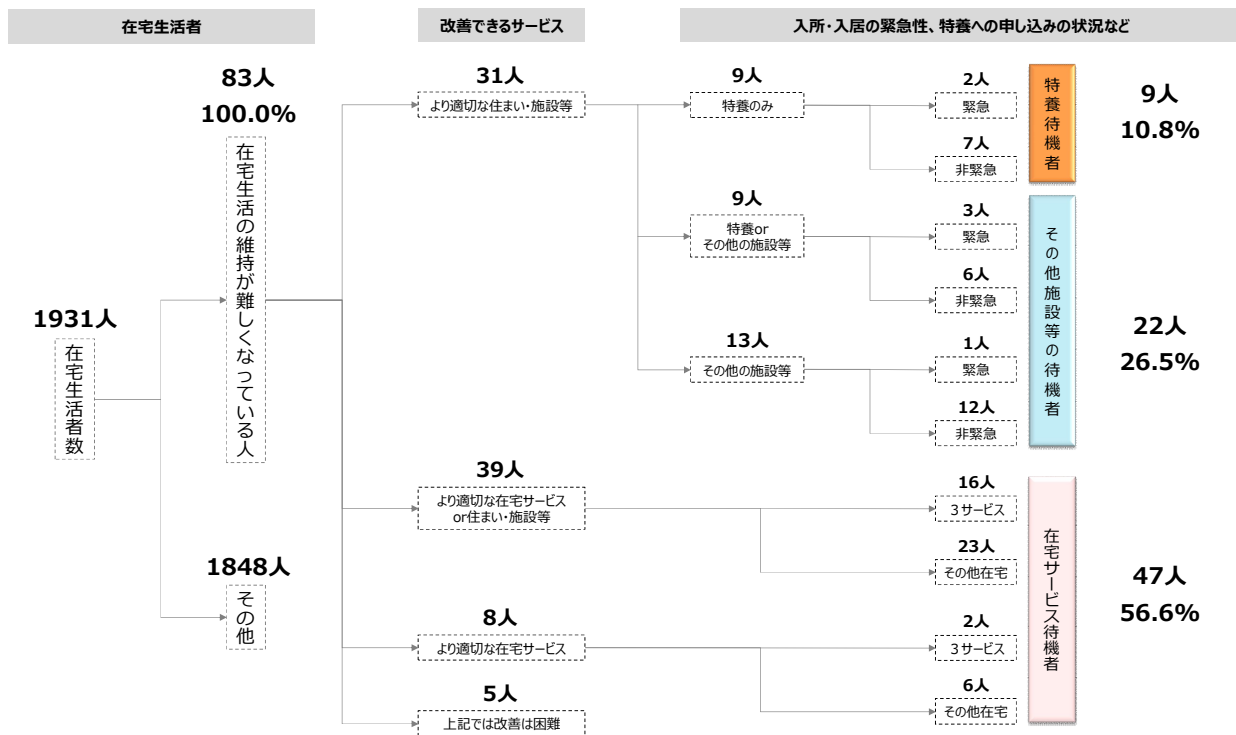 在宅生活者
改善できるサービス
入所・入居の緊急性、特養への申し込みの状況など
83人
100.0%
在宅生活の維持が難しくなっている人
1931人
在宅生活者数
1848人
その他
31人
より適切な住まい・施設等
39人
より適切な在宅サービス
or住まい・施設等
8人
より適切な在宅サービス
5人
上記では改善は困難
9人
特養のみ
9人
特養or
その他の施設等
13人
その他の施設等
2人
緊急
7人
非緊急
3人
緊急
6人
非緊急
1人
緊急
12人
非緊急
16人
３サービス
23人
その他在宅
2人
３サービス
6人
その他在宅
特養待機者
9人
10.8%
その他施設等の待機者
22人
26.5%
在宅サービス待機者
47人
56.6%